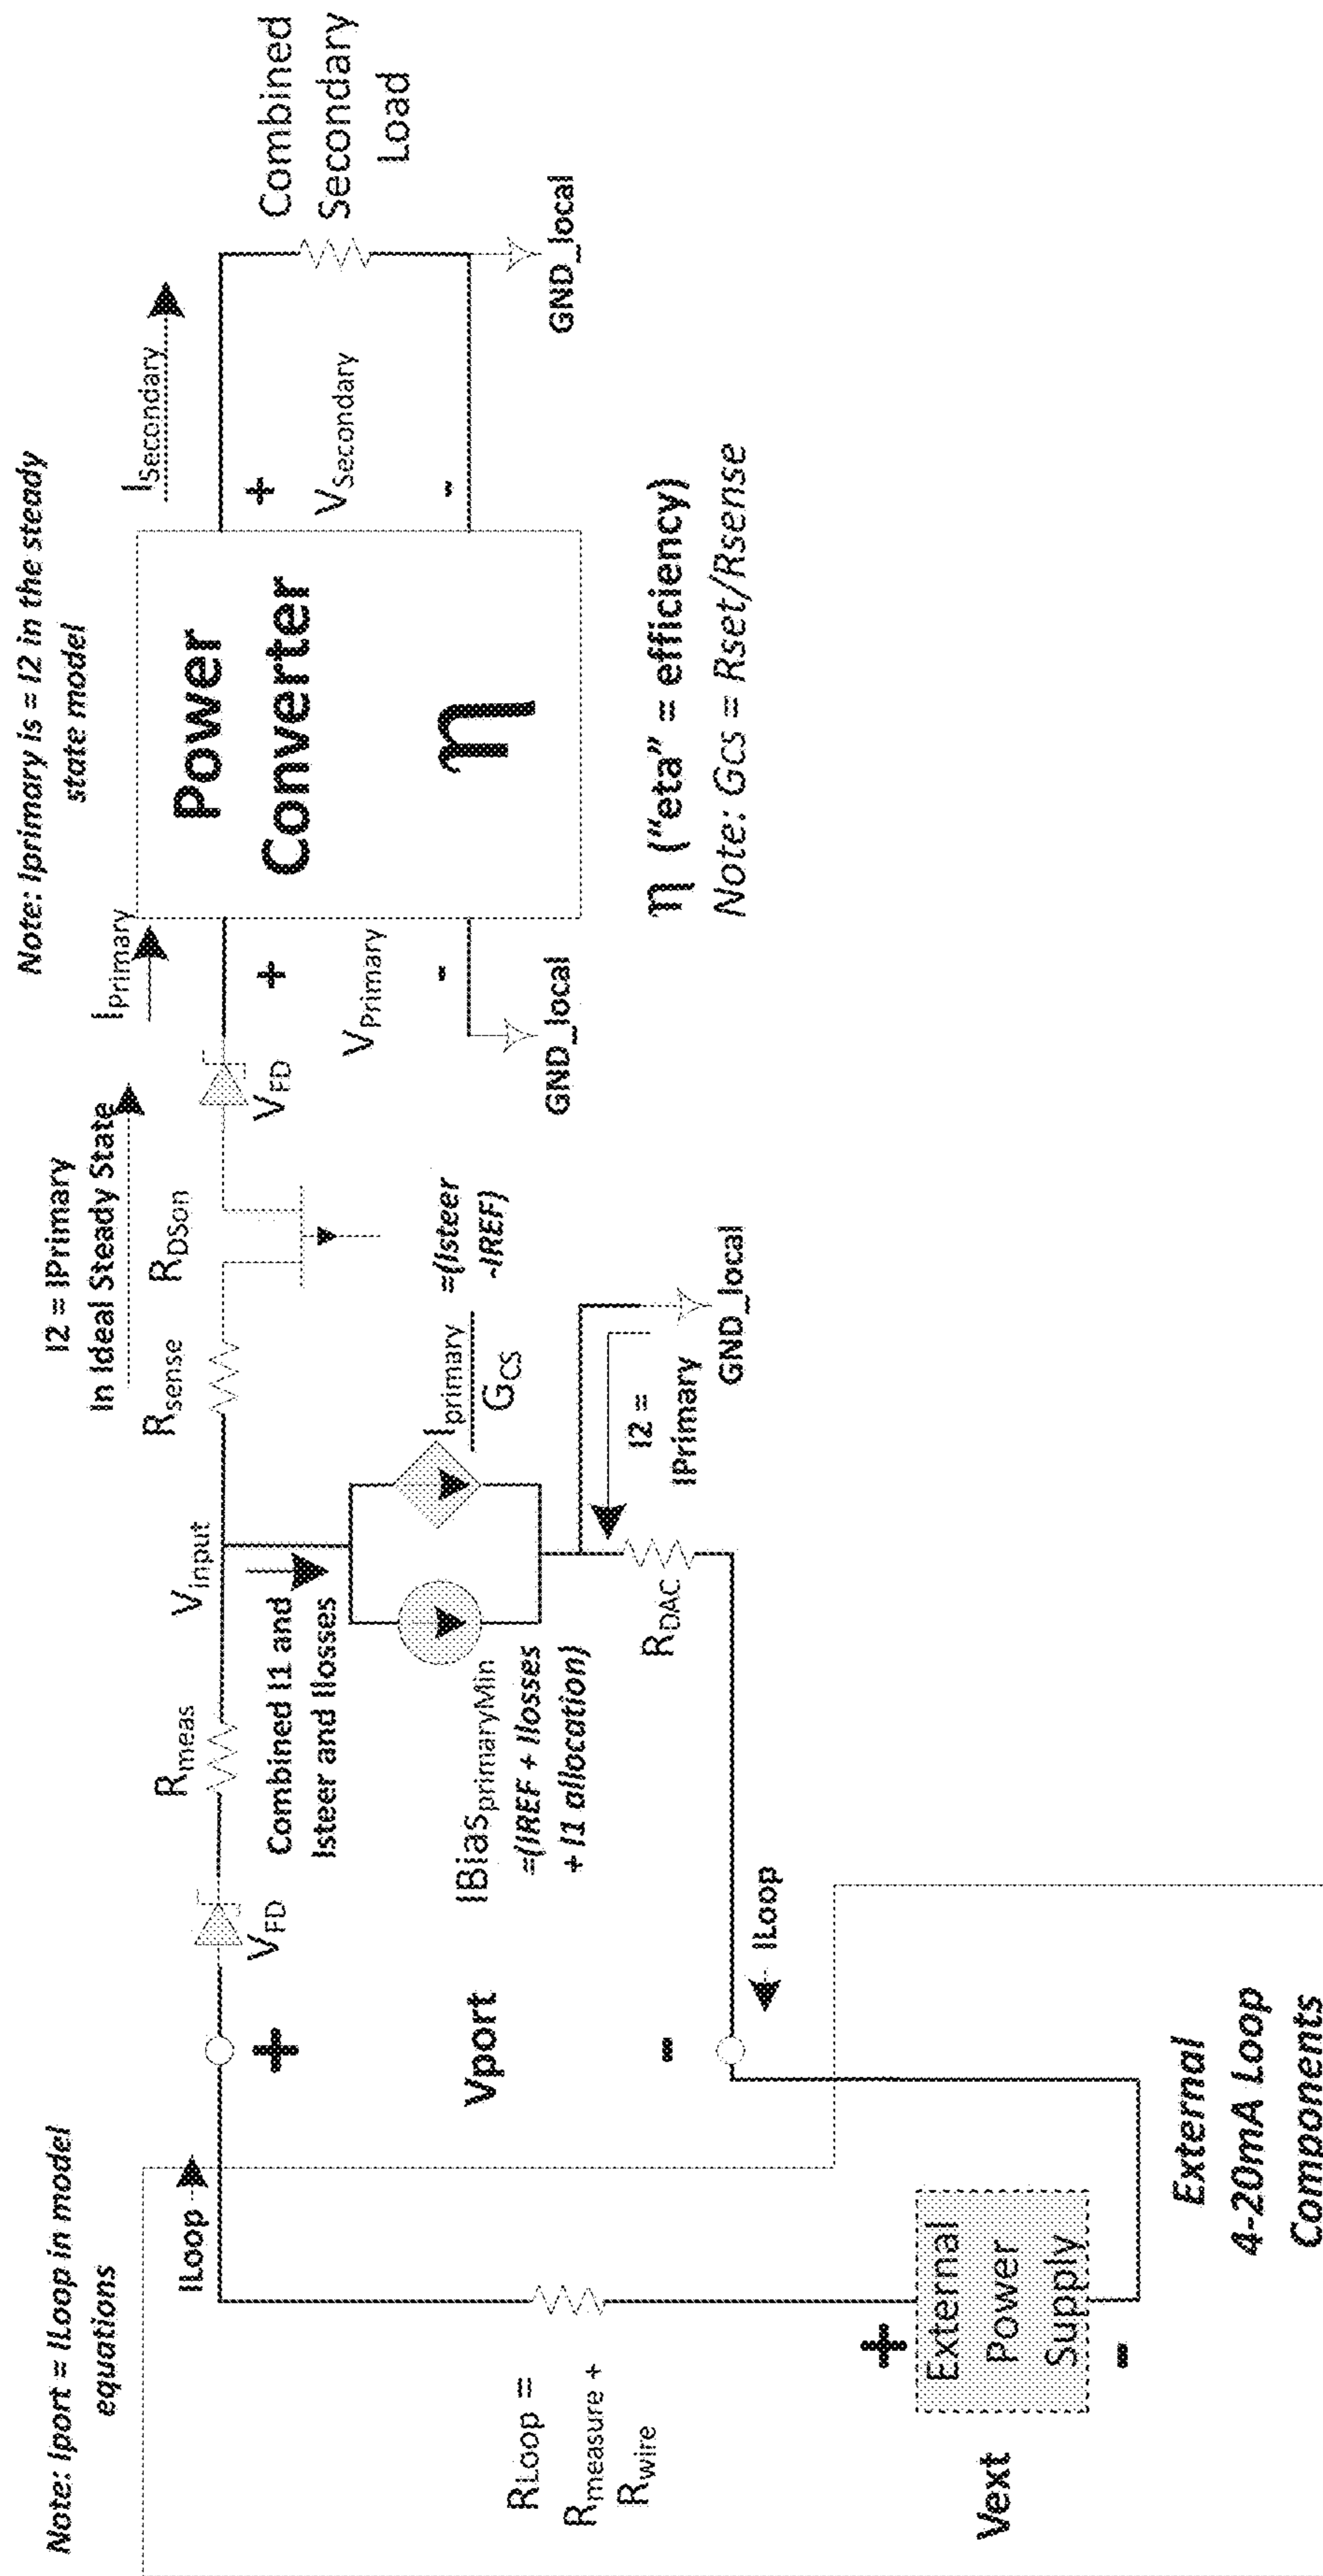 Note: Iport = ILoop in model
equations
ILoop
RLoop =
Rmeasure +
Rwire
Vext
+
External
Power
Supply
-
External
4-20mA Loop
Components
+
Vport
-
ILoop
VFD
Rmeas
Vinput
Combined I1 and
Isteer and Ilosses
IBiasprimaryMin
=(IREF + Ilosses
+ I1 allocation)
Iprimary
GCS
=(Isteer
-IREF)
RDAC
I2 =
IPrimary
GND_local
Rsense
RDSon
I2 = IPrimary
In Ideal Steady State
VFD
IPrimary
+
VPrimary
-
GND_local
Note: Iprimary is = I2 in the steady
state model
Power
Converter
η
η ("eta" = efficiency)
Note: Gcs = Rset/Rsense
ISecondary
+
VSecondary
-
GND_local
Combined
Secondary
Load